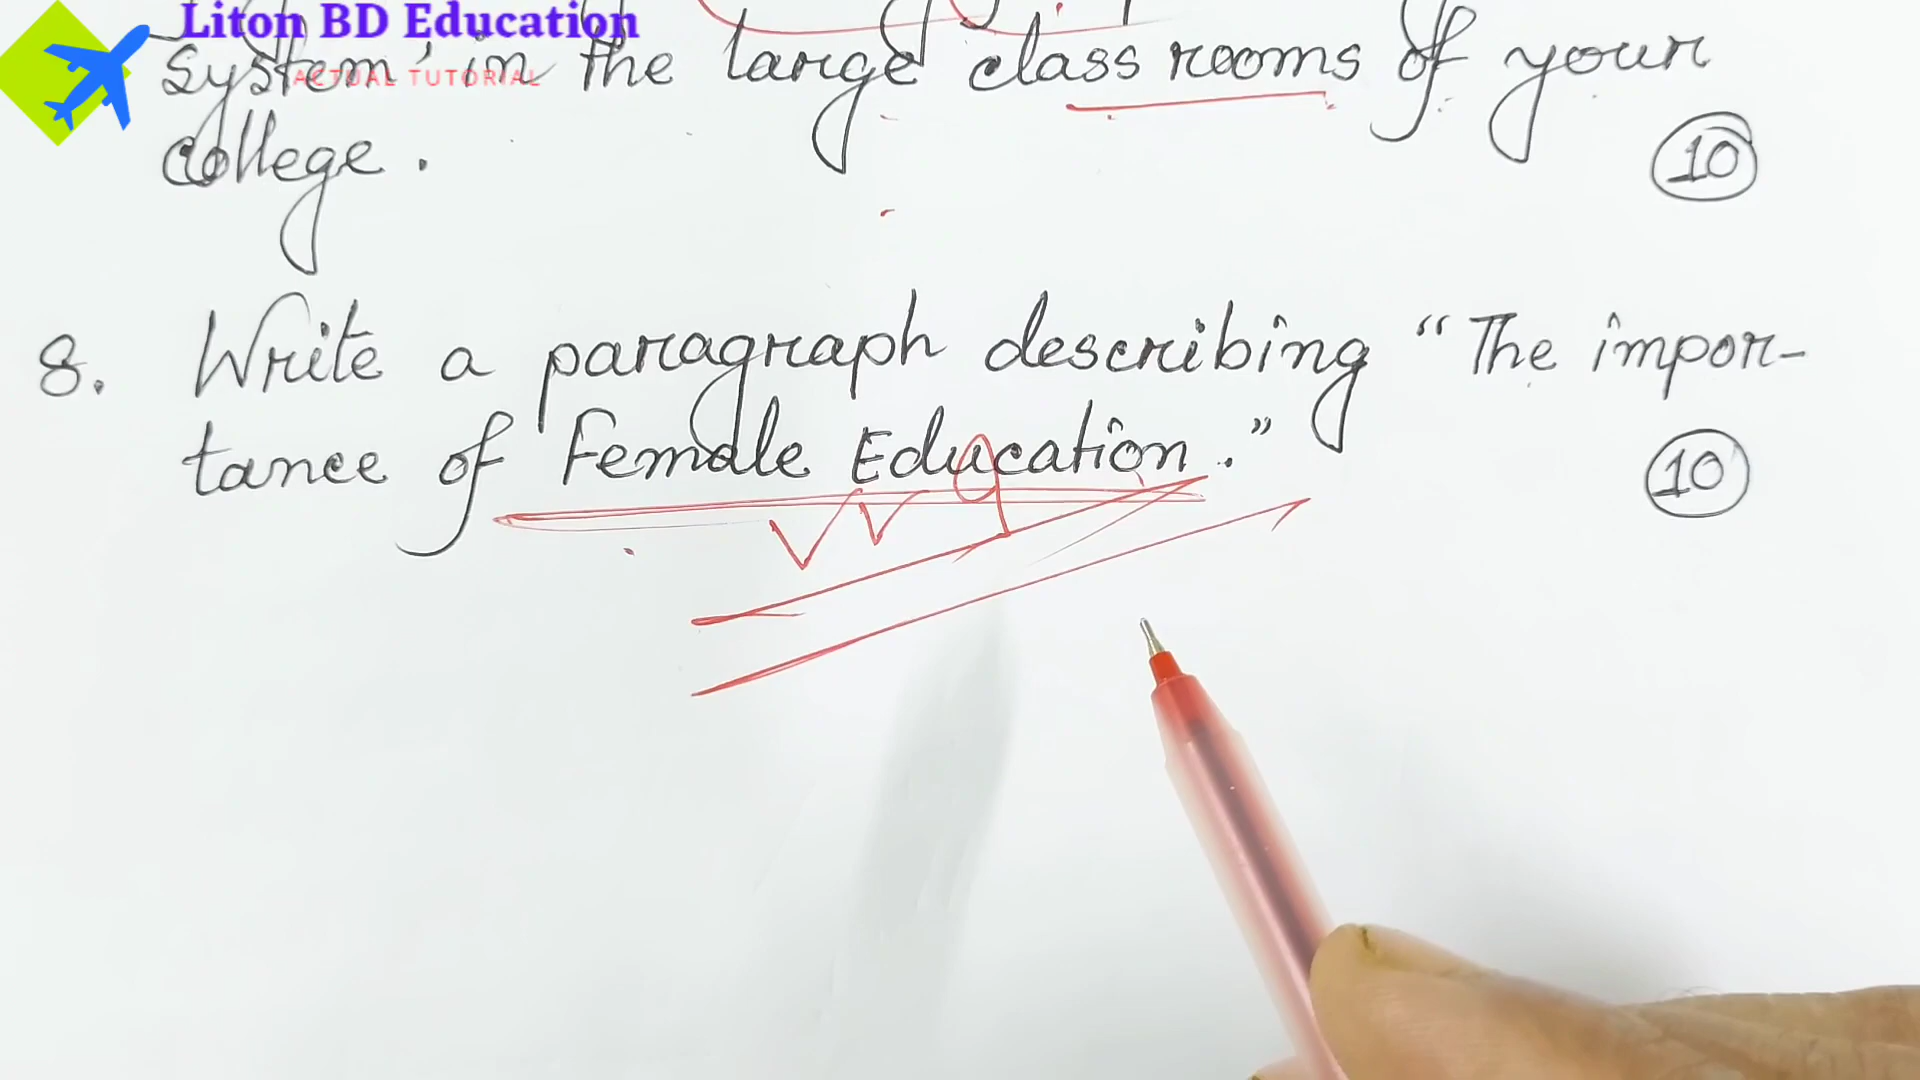 Liton BD Education
ACTUAL TUTORIAL
system' in the large class rooms of your
college. 10
8. Write a paragraph describing “The impor-
tance of Female Education.” 10